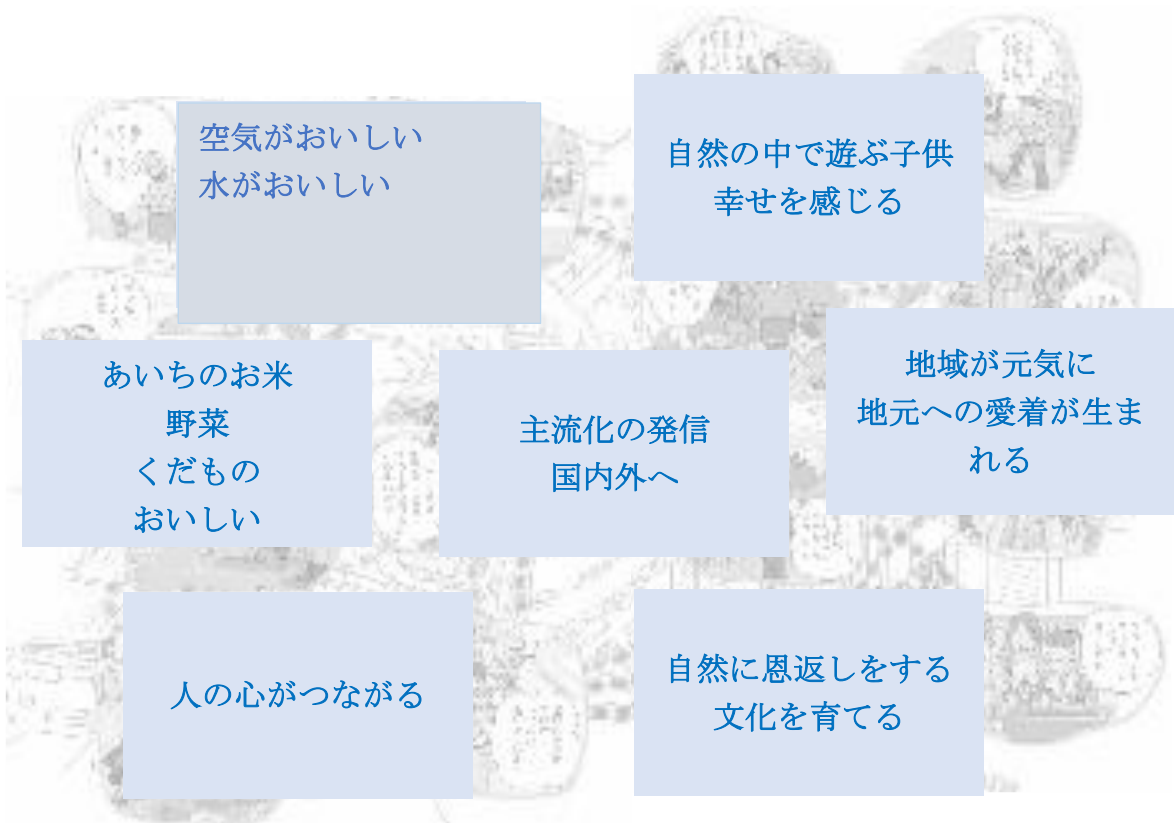 空気がおいしい
水がおいしい
自然の中で遊ぶ子供
幸せを感じる
あいちのお米
野菜
くだもの
おいしい
主流化の発信
国内外へ
地域が元気に
地元への愛着が生ま
れる
人の心がつながる
自然に恩返しをする
文化を育てる